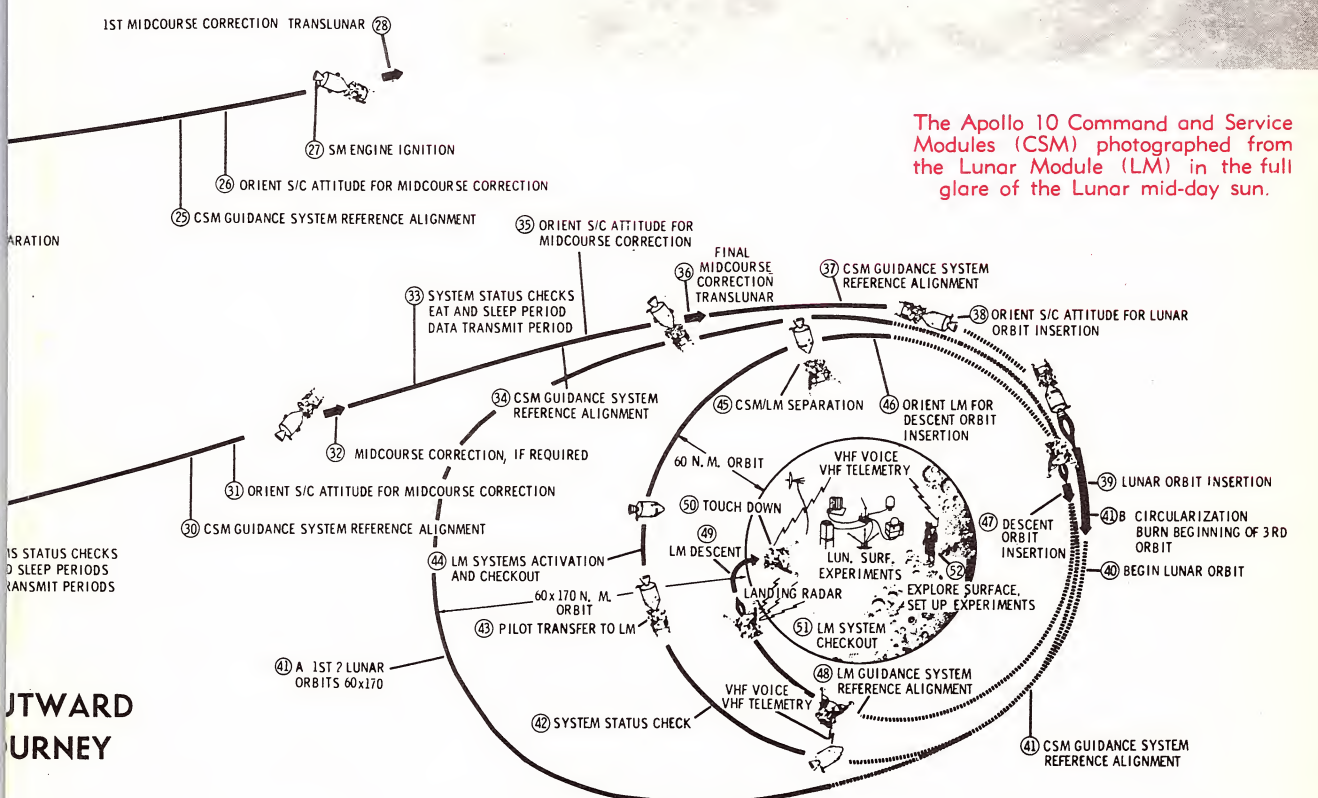 1ST MIDCOURSE CORRECTION TRANSLUNAR 28
27 SM ENGINE IGNITION
26 ORIENT S/C ATTITUDE FOR MIDCOURSE CORRECTION
25 CSM GUIDANCE SYSTEM REFERENCE ALIGNMENT
The Apollo 10 Command and Service
Modules (CSM) photographed from
the Lunar Module (LM) in the full
glare of the Lunar mid-day sun.
ARATION
35 ORIENT S/C ATTITUDE FOR
MIDCOURSE CORRECTION
36 FINAL
MIDCOURSE
CORRECTION
TRANSLUNAR
37 CSM GUIDANCE SYSTEM
REFERENCE ALIGNMENT
38 ORIENT S/C ATTITUDE FOR LUNAR
ORBIT INSERTION
33 SYSTEM STATUS CHECKS
EAT AND SLEEP PERIOD
DATA TRANSMIT PERIOD
34 CSM GUIDANCE SYSTEM
REFERENCE ALIGNMENT
45 CSM/LM SEPARATION
46 ORIENT LM FOR
DESCENT ORBIT
INSERTION
32 MIDCOURSE CORRECTION, IF REQUIRED
31 ORIENT S/C ATTITUDE FOR MIDCOURSE CORRECTION
30 CSM GUIDANCE SYSTEM REFERENCE ALIGNMENT
60 N. M. ORBIT
VHF VOICE
VHF TELEMETRY
50 TOUCH DOWN
49
LM DESCENT
LUN. SURF.
EXPERIMENTS
52
EXPLORE SURFACE,
SET UP EXPERIMENTS
LANDING RADAR
51 LM SYSTEM
CHECKOUT
47 DESCENT
ORBIT
INSERTION
39 LUNAR ORBIT INSERTION
41B CIRCULARIZATION
BURN BEGINNING OF 3RD
ORBIT
40 BEGIN LUNAR ORBIT
S STATUS CHECKS
D SLEEP PERIODS
RANSMIT PERIODS
44 LM SYSTEMS ACTIVATION
AND CHECKOUT
60x170 N. M.
ORBIT
43 PILOT TRANSFER TO LM
41 A 1ST 2 LUNAR
ORBITS 60x170
48 LM GUIDANCE SYSTEM
REFERENCE ALIGNMENT
VHF VOICE
VHF TELEMETRY
42 SYSTEM STATUS CHECK
41 CSM GUIDANCE SYSTEM
REFERENCE ALIGNMENT
UTWARD
URNEY